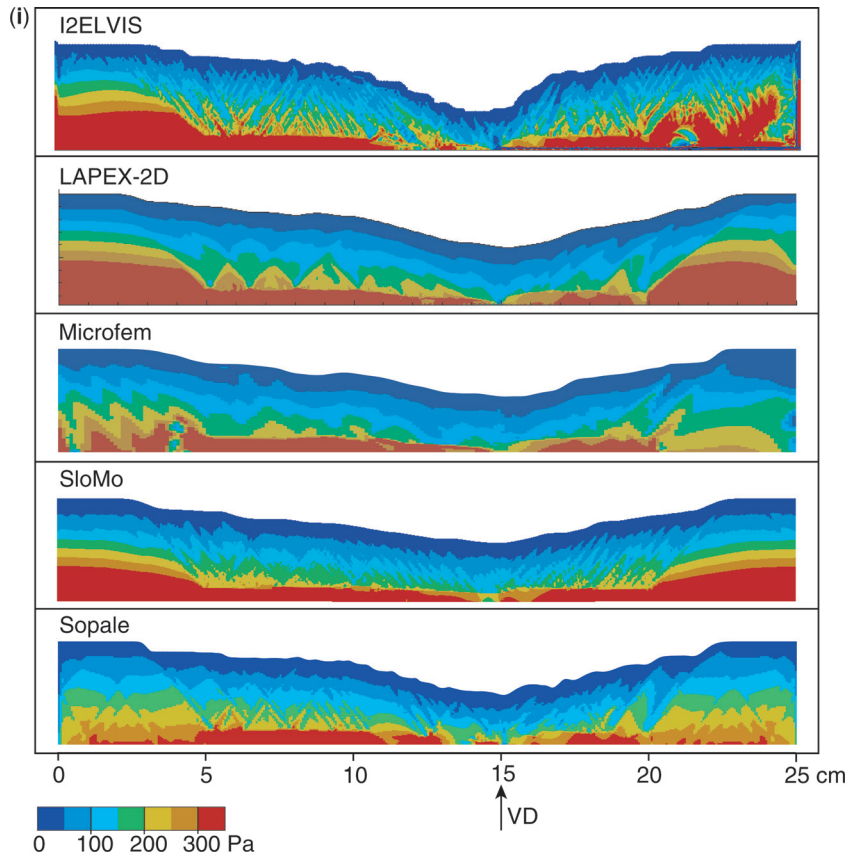 (i)
I2ELVIS
LAPEX-2D
Microfem
SloMo
Sopale
0 5 10 15 20 25 cm
VD
0 100 200 300 Pa